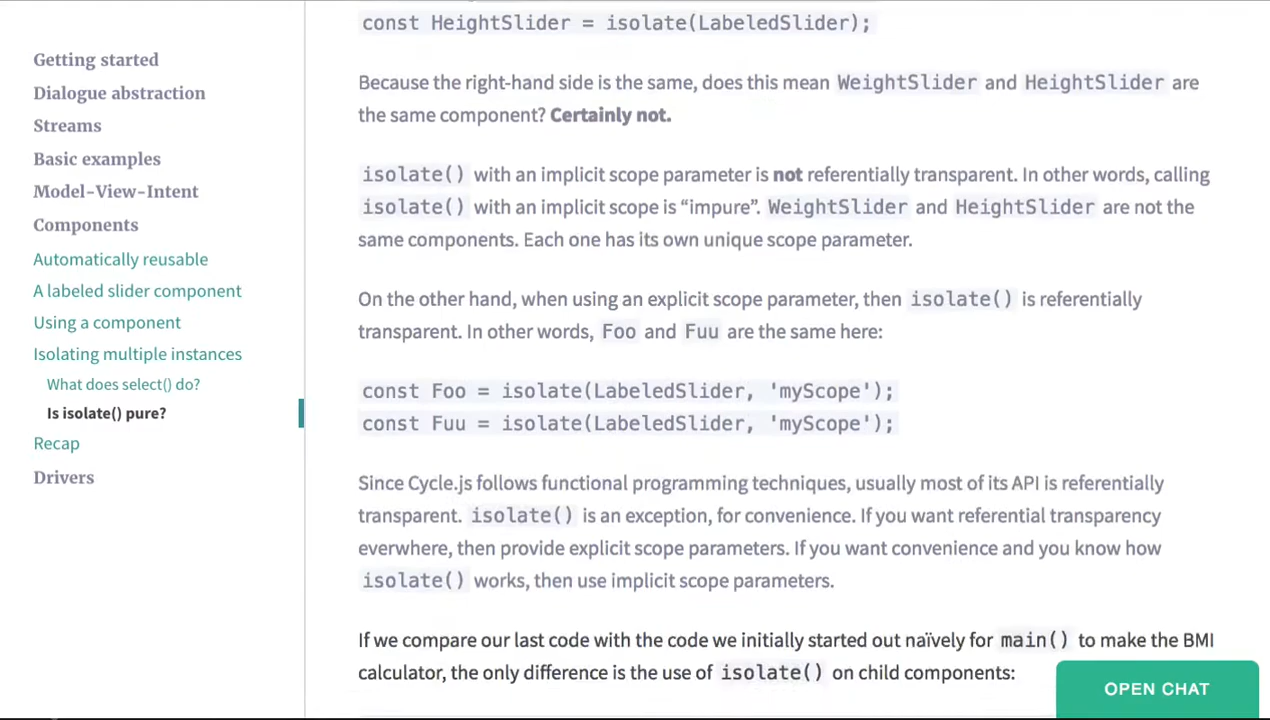 Getting started
Dialogue abstraction
Streams
Basic examples
Model-View-Intent
Components
Automatically reusable
A labeled slider component
Using a component
Isolating multiple instances
What does select() do?
Is isolate() pure?
Recap
Drivers
const HeightSlider = isolate(LabeledSlider);
Because the right-hand side is the same, does this mean WeightSlider and HeightSlider are
the same component? Certainly not.
isolate() with an implicit scope parameter is not referentially transparent. In other words, calling
isolate() with an implicit scope is “impure”. WeightSlider and HeightSlider are not the
same components. Each one has its own unique scope parameter.
On the other hand, when using an explicit scope parameter, then isolate() is referentially
transparent. In other words, Foo and Fuu are the same here:
const Foo = isolate(LabeledSlider, 'myScope');
const Fuu = isolate(LabeledSlider, 'myScope');
Since Cycle.js follows functional programming techniques, usually most of its API is referentially
transparent. isolate() is an exception, for convenience. If you want referential transparency
everwhere, then provide explicit scope parameters. If you want convenience and you know how
isolate() works, then use implicit scope parameters.
If we compare our last code with the code we initially started out naïvely for main() to make the BMI
calculator, the only difference is the use of isolate() on child components:
OPEN CHAT